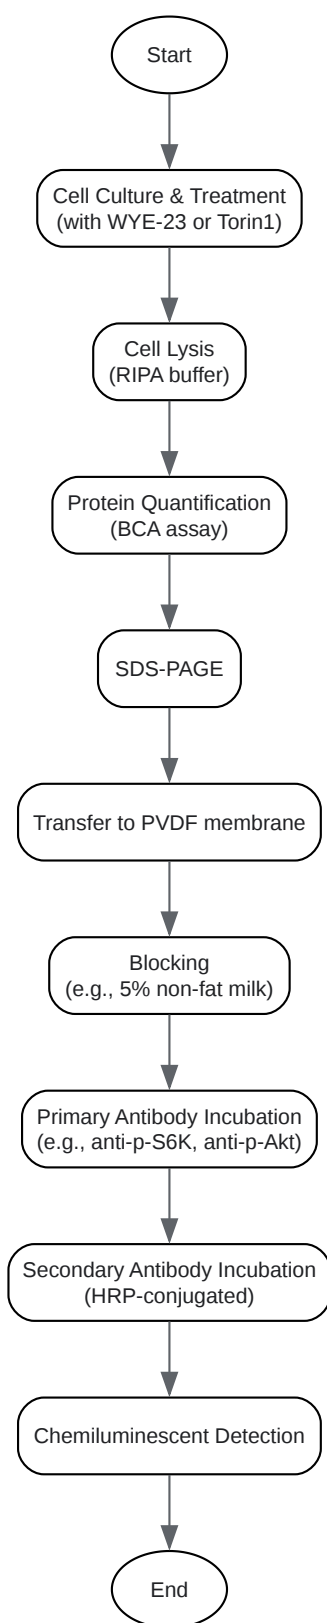 Start
Cell Culture & Treatment
(with WYE-23 or Torin1)
Cell Lysis
(RIPA buffer)
Protein Quantification
(BCA assay)
SDS-PAGE
Transfer to PVDF membrane
Blocking
(e.g., 5% non-fat milk)
Primary Antibody Incubation
(e.g., anti-p-S6K, anti-p-Akt)
Secondary Antibody Incubation
(HRP-conjugated)
Chemiluminescent Detection
End